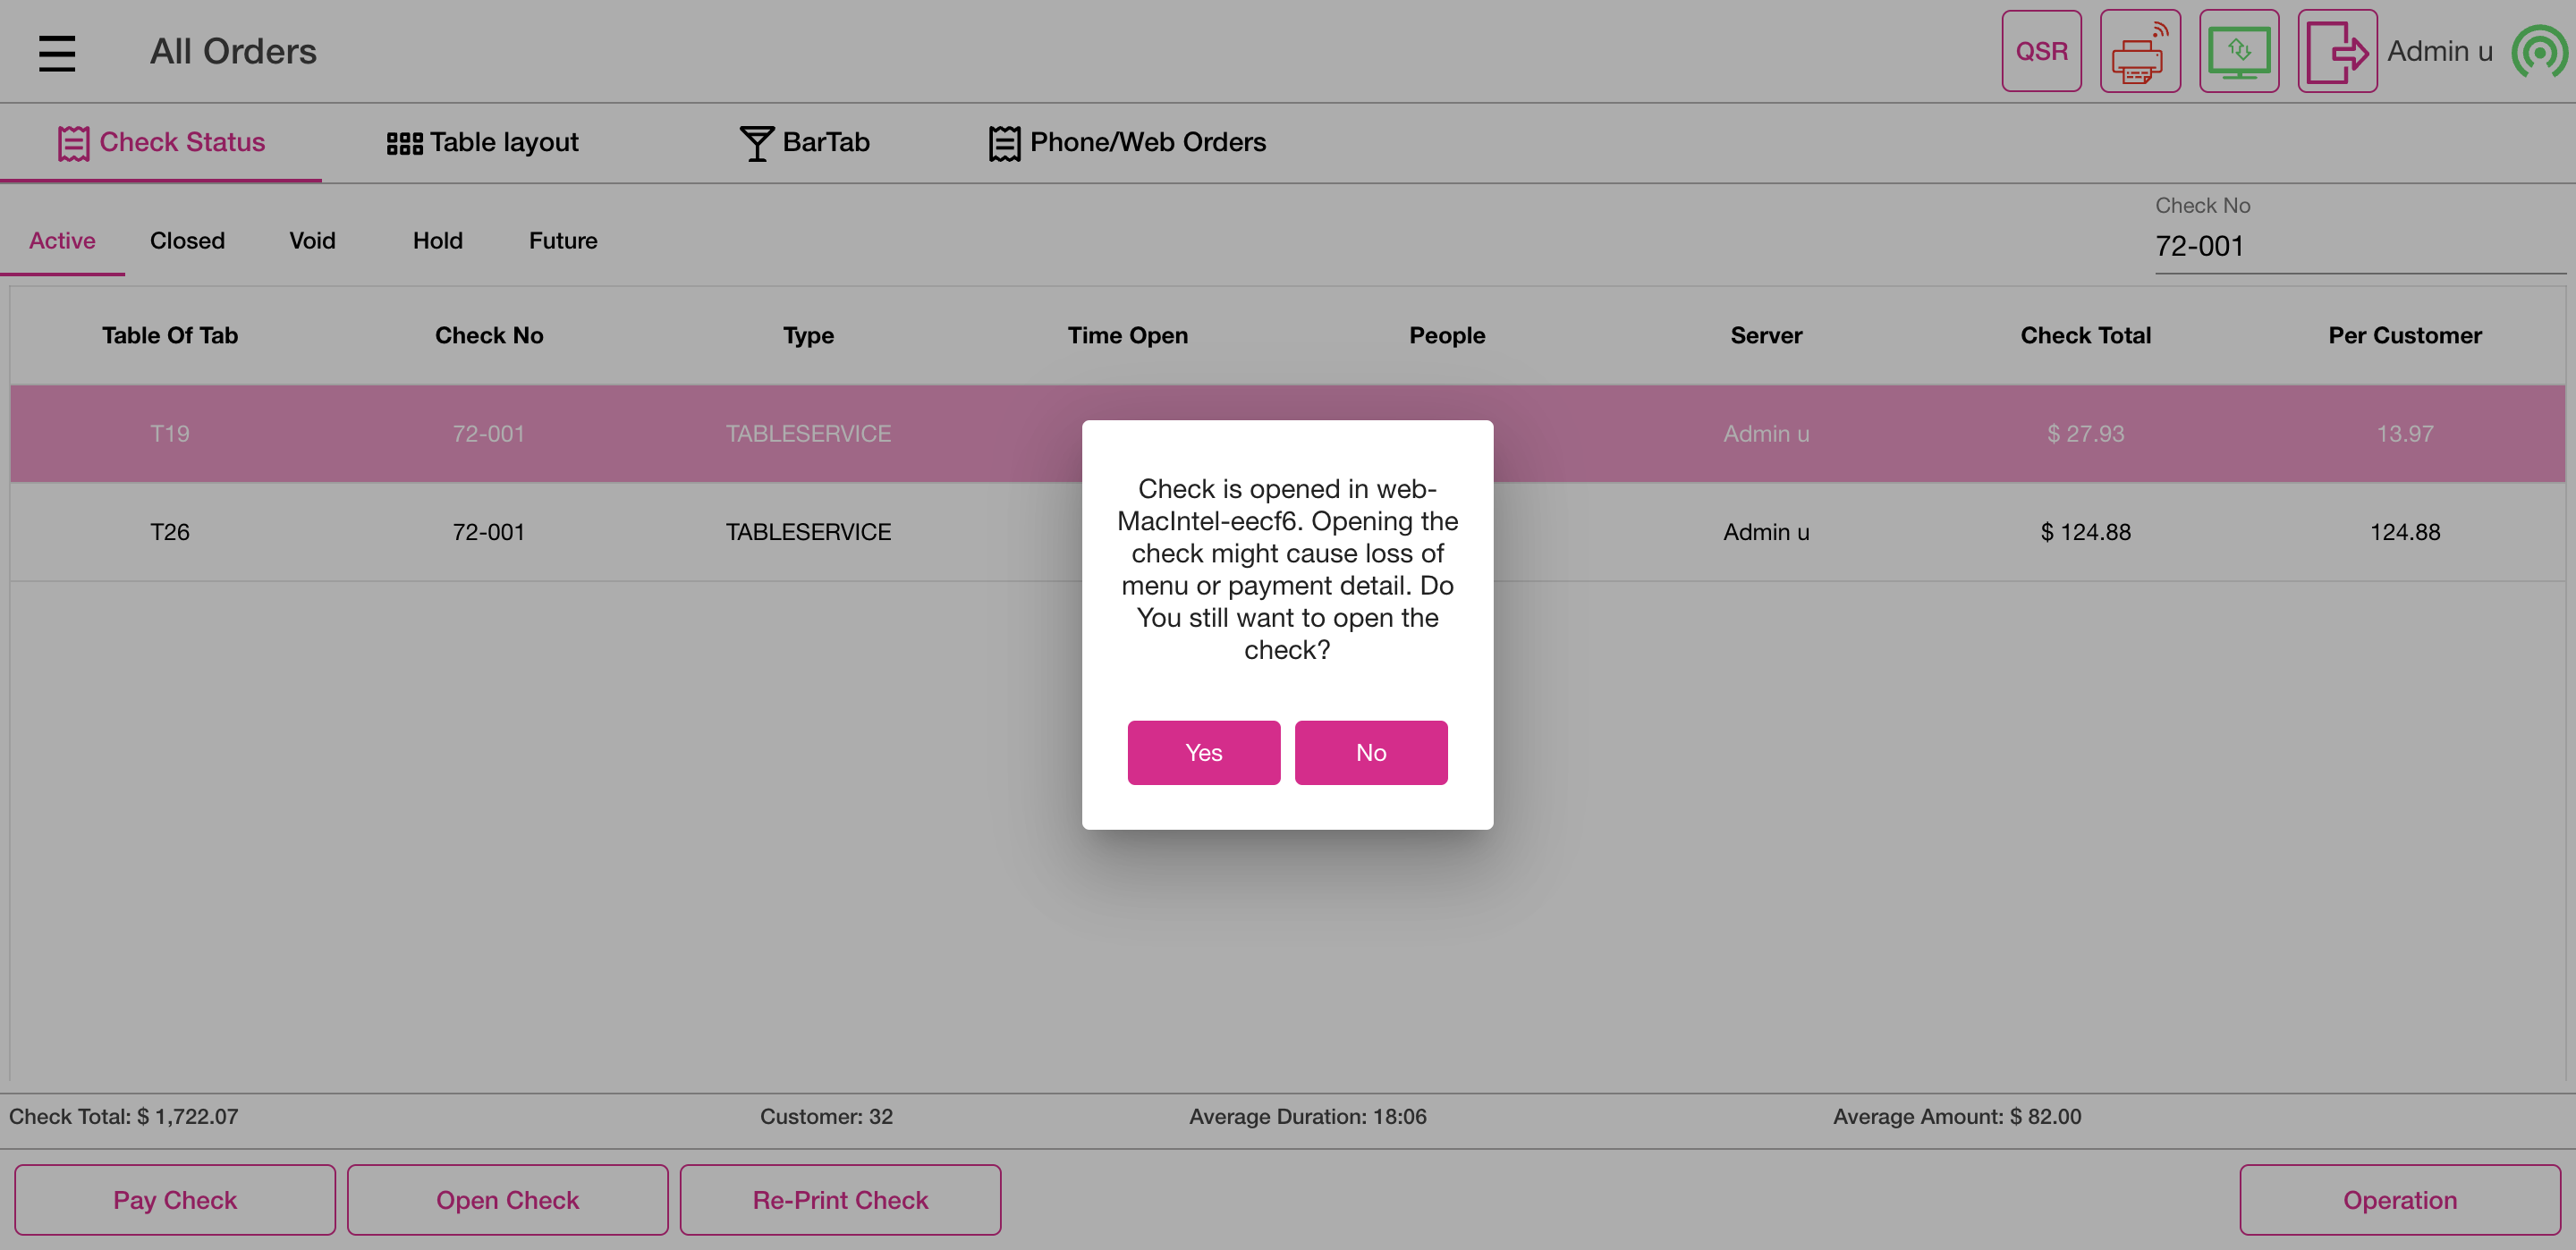 All Orders
QSR
Admin u
Check Status
Table layout
BarTab
Phone/Web Orders
Active
Closed
Void
Hold
Future
Check No
72-001
Table Of Tab
Check No
Type
Time Open
People
Server
Check Total
Per Customer
T19
72-001
TABLESERVICE
Admin u
$ 27.93
13.97
T26
72-001
TABLESERVICE
Admin u
$ 124.88
124.88
Check is opened in web-
MacIntel-eecf6. Opening the
check might cause loss of
menu or payment detail. Do
You still want to open the
check?
Yes
No
Check Total: $ 1,722.07
Customer: 32
Average Duration: 18:06
Average Amount: $ 82.00
Pay Check
Open Check
Re-Print Check
Operation